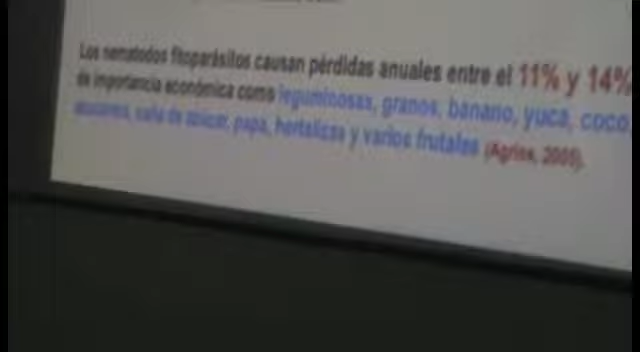 Los nematodos fitoparásitos causan pérdidas anuales entre el 11% y 14%
de importancia económica como leguminosas, granos, banano, yuca, coco,
caña de azúcar, papa, hortalizas y varios frutales (Agrios, 2005).